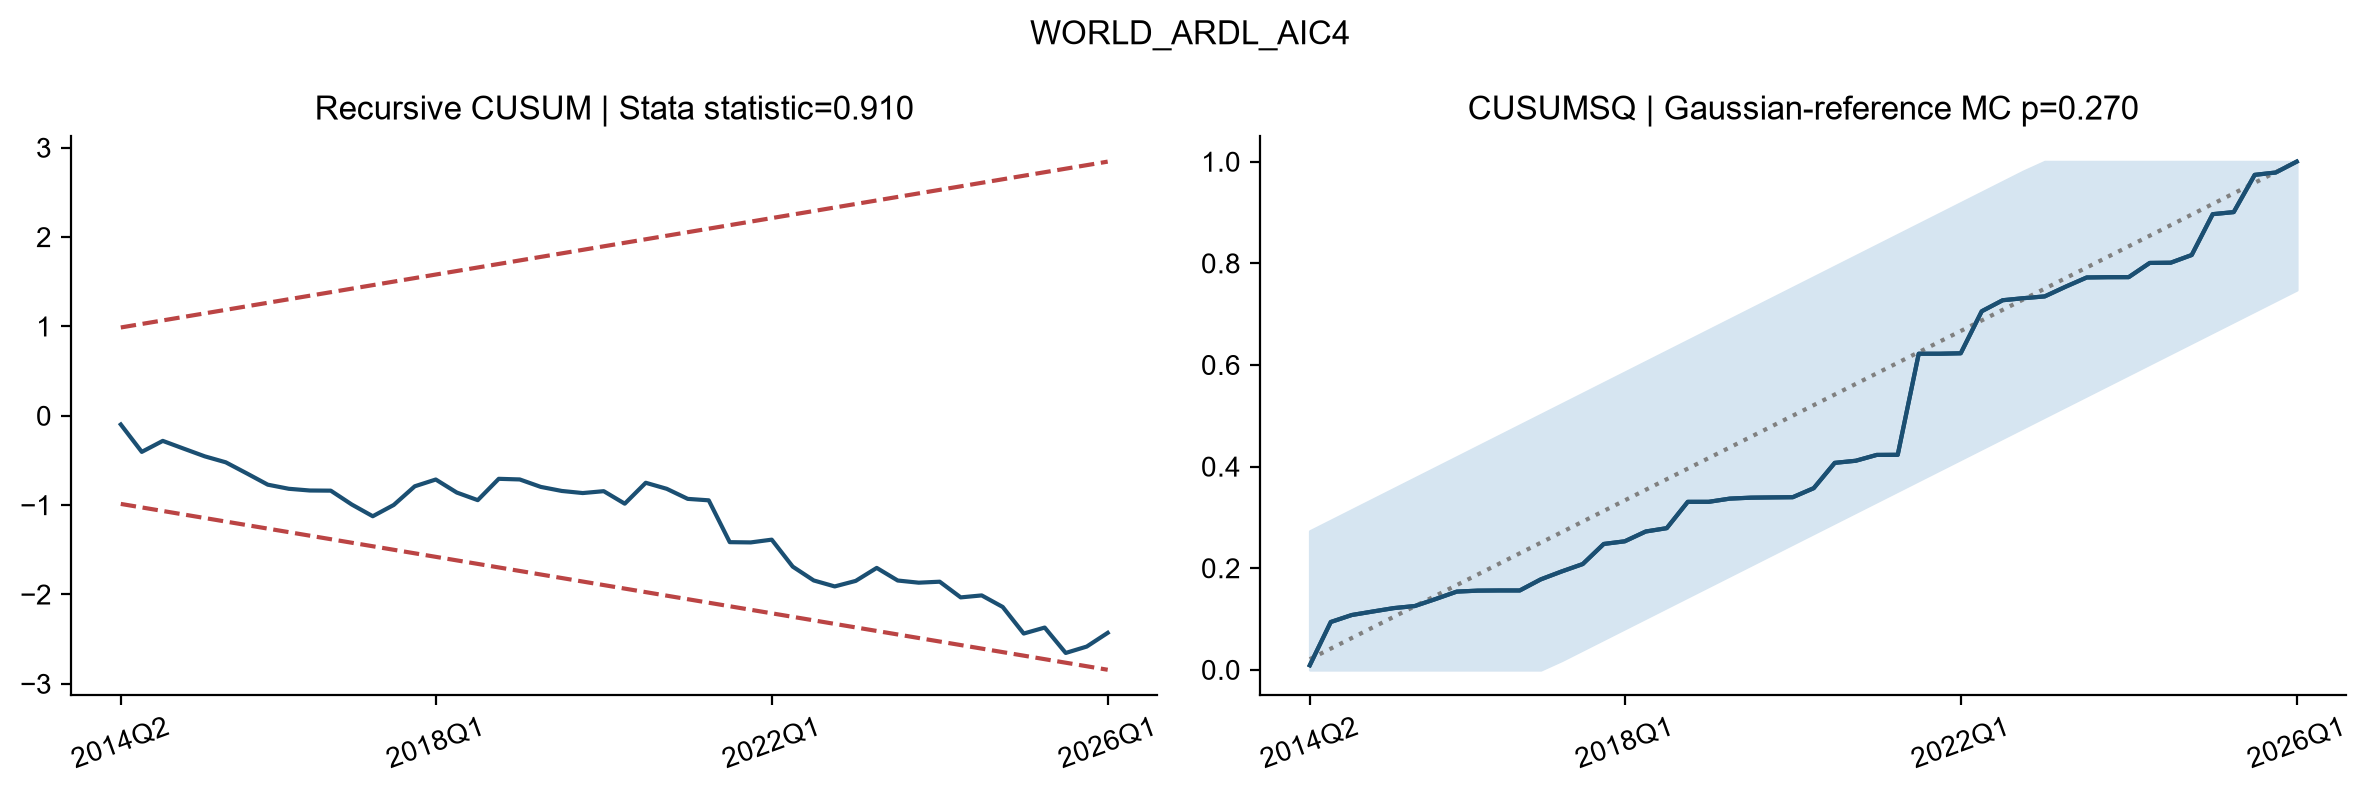 WORLD_ARDL_AIC4
Recursive CUSUM | Stata statistic=0.910
3
2
1
0
−1
−2
−3
2014Q2
2018Q1
2022Q1
2026Q1
CUSUMSQ | Gaussian-reference MC p=0.270
1.0
0.8
0.6
0.4
0.2
0.0
2014Q2
2018Q1
2022Q1
2026Q1